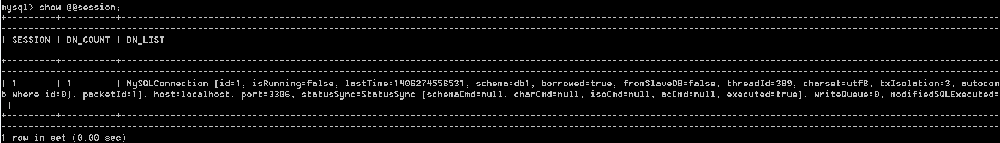 mysql> show @@session;
| SESSION | DN_COUNT | DN_LIST
| 1 | 1 | MySQLConnection [id=1, isRunning=false, lastTime=1406274556531, schema=db1, borrowed=true, fromSlaveDB=false, threadId=309, charset=utf8, txIsolation=3, autocom
b where id=0}, packetId=1], host=localhost, port=3306, statusSync=StatusSync [schemaCmd=null, charCmd=null, isoCmd=null, acCmd=null, executed=true], writeQueue=0, modifiedSQLExecuted=
|
1 row in set (0.00 sec)